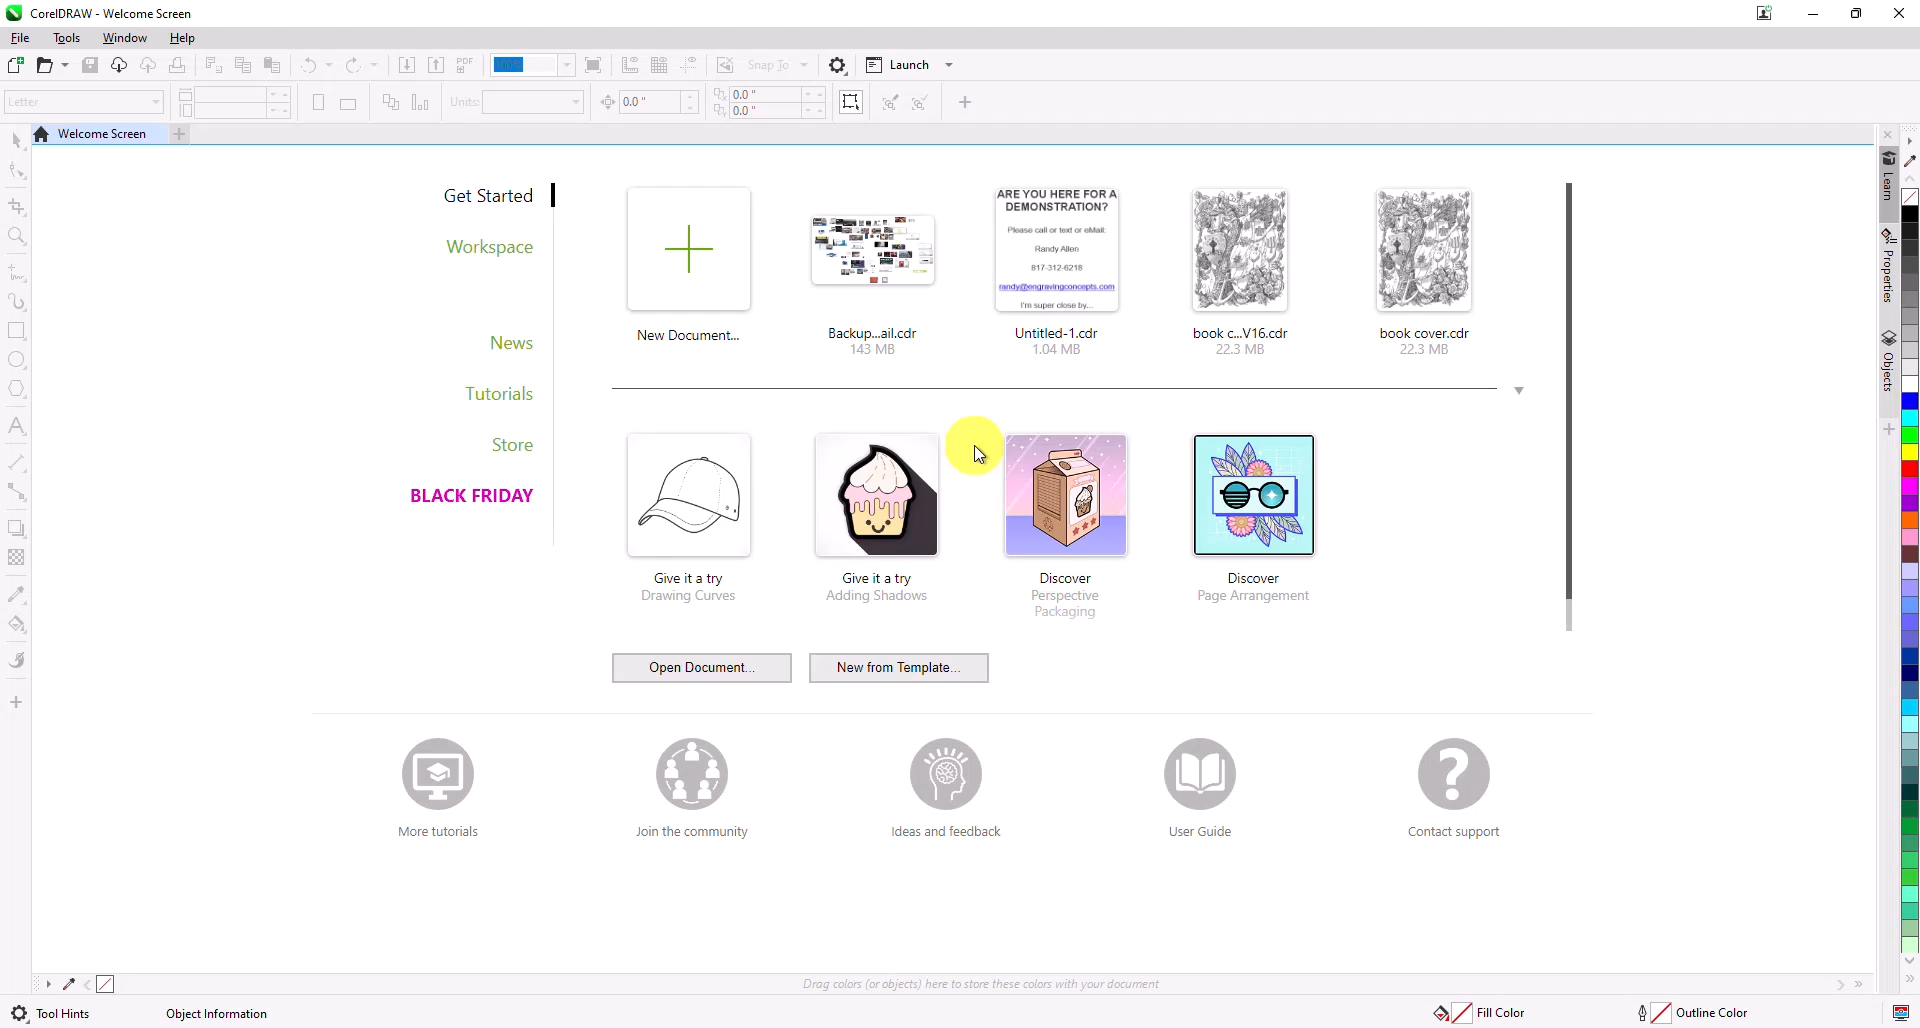 CorelDRAW - Welcome Screen
File Tools Window Help
PDF Snap To Launch
Letter Units: 0.0 " 0.0 "
0.0 "
Welcome Screen
Get Started
Workspace
News
Tutorials
Store
BLACK FRIDAY
ARE YOU HERE FOR A
DEMONSTRATION?
Please call or text or eMail:
Randy Allen
817-312-6218
randy@engravingconcepts.com
I'm super close by...
New Document...
Backup...ail.cdr
143 MB
Untitled-1.cdr
1.04 MB
book c...V16.cdr
22.3 MB
book cover.cdr
22.3 MB
Give it a try
Drawing Curves
Give it a try
Adding Shadows
Discover
Perspective
Packaging
Discover
Page Arrangement
Open Document...
New from Template...
More tutorials
Join the community
Ideas and feedback
User Guide
Contact support
Learn
Properties
Objects
Drag colors (or objects) here to store these colors with your document
Tool Hints
Object Information
Fill Color
Outline Color